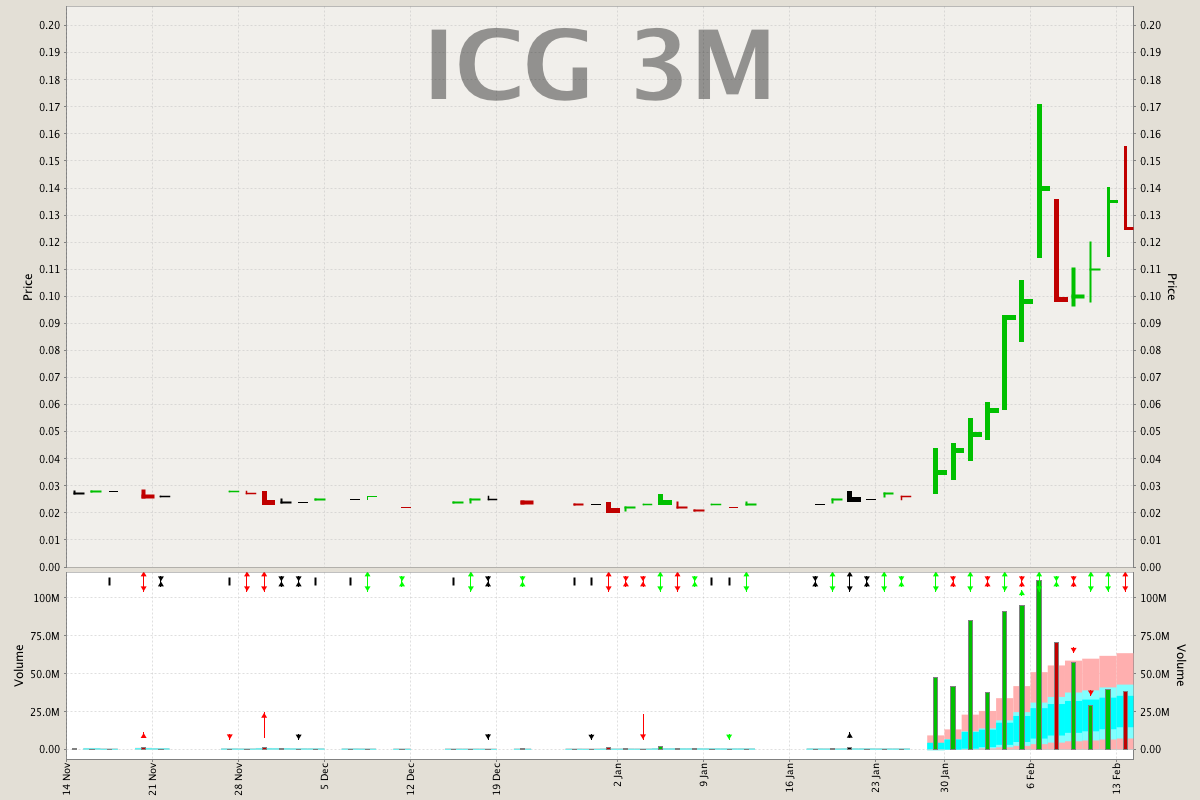 ICG 3M
0.20 0.20
0.19 0.19
0.18 0.18
0.17 0.17
0.16 0.16
0.15 0.15
0.14 0.14
0.13 0.13
0.12 0.12
0.11 0.11
0.10 0.10
0.09 0.09
0.08 0.08
0.07 0.07
0.06 0.06
0.05 0.05
0.04 0.04
0.03 0.03
0.02 0.02
0.01 0.01
0.00 0.00
Price
Price
100M 100M
75.0M 75.0M
50.0M 50.0M
25.0M 25.0M
0.00 0.00
Volume
Volume
14 Nov
21 Nov
28 Nov
5 Dec
12 Dec
19 Dec
2 Jan
9 Jan
16 Jan
23 Jan
30 Jan
6 Feb
13 Feb